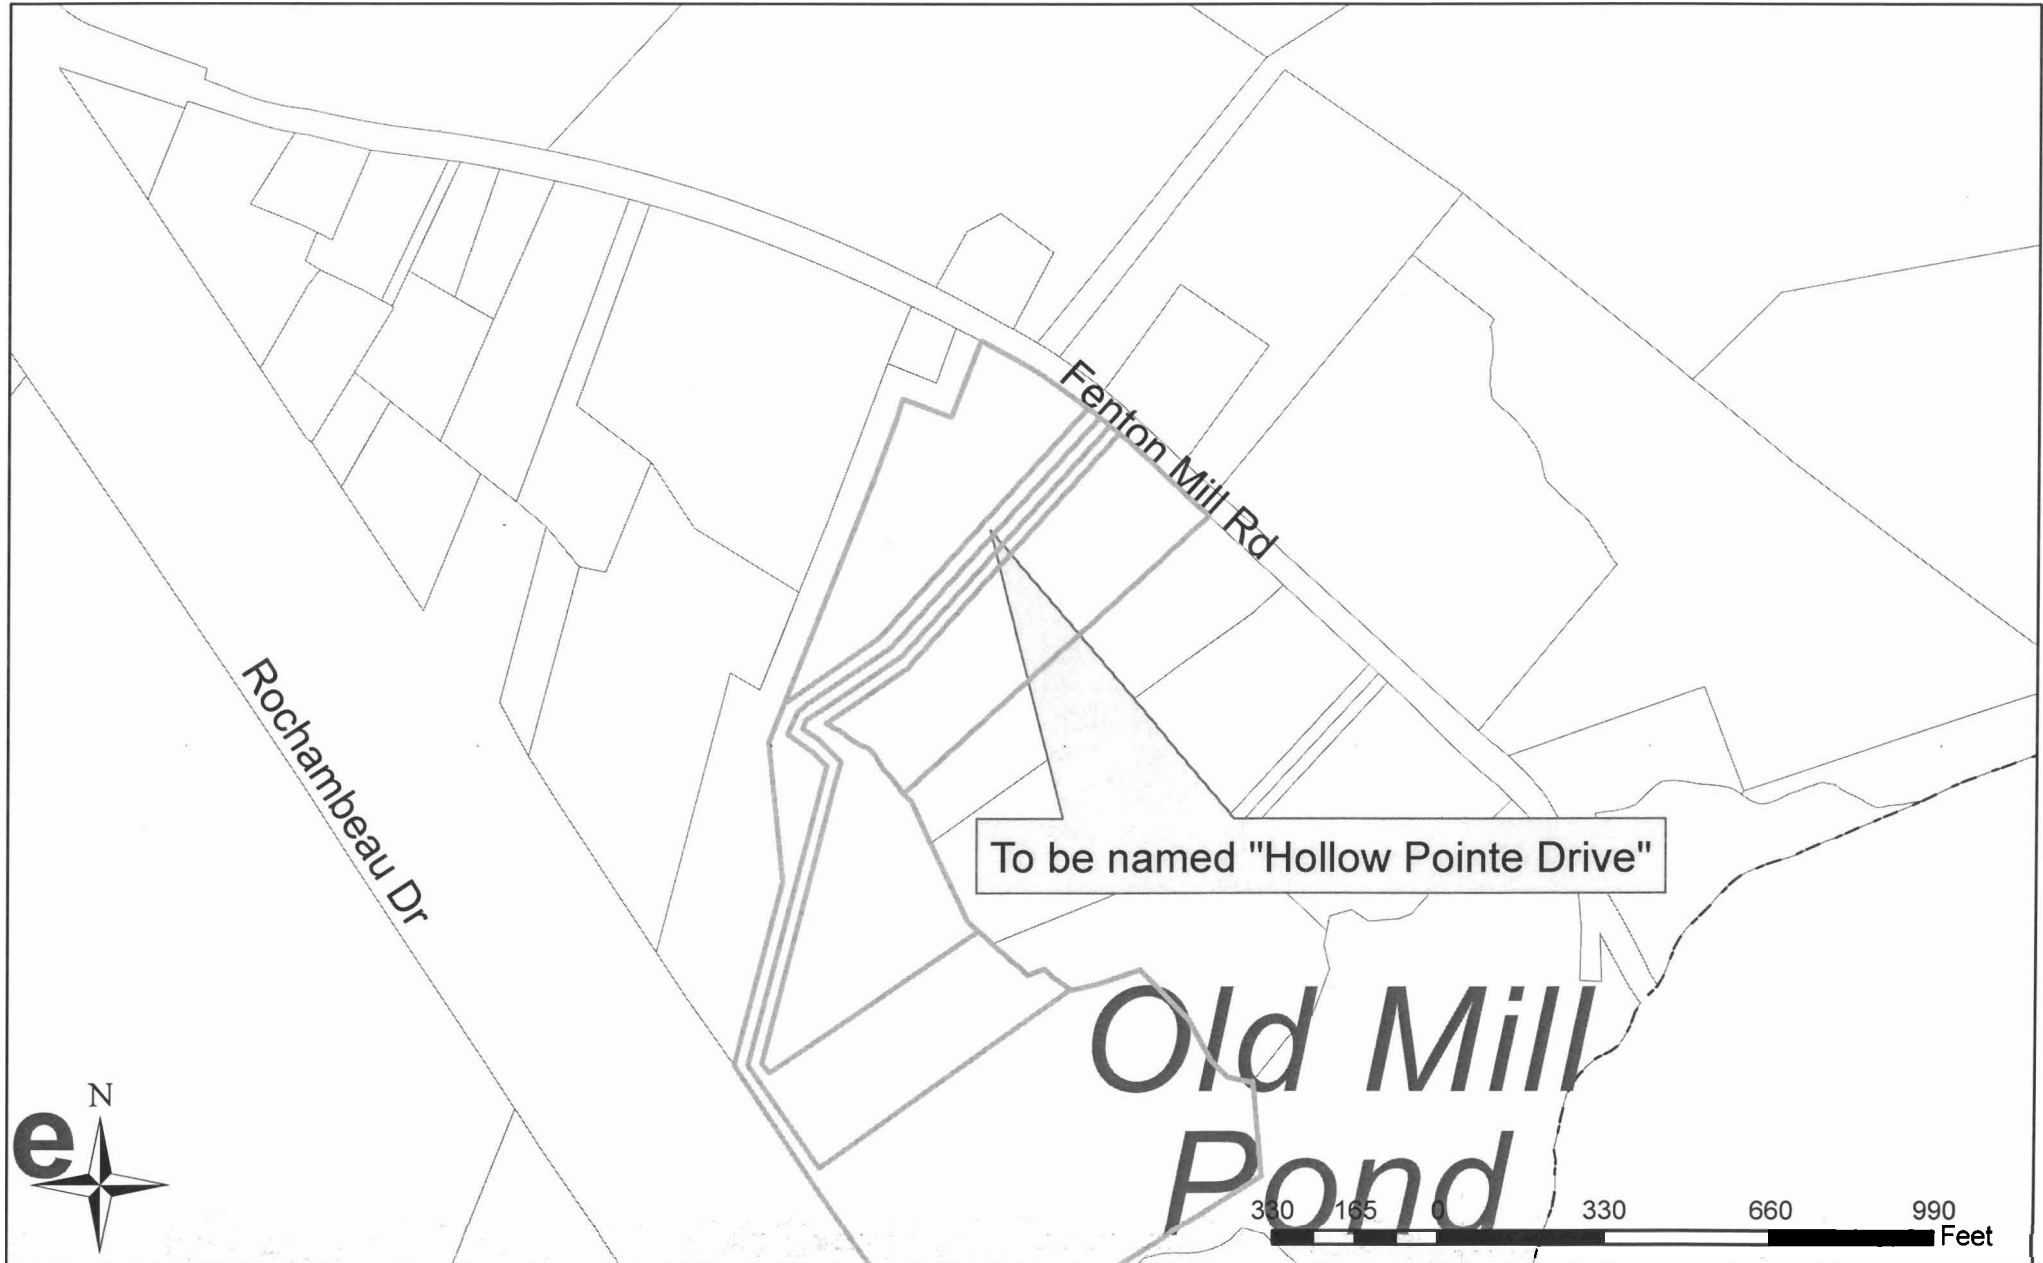 Fenton Mill Rd
Rochambeau Dr
To be named "Hollow Pointe Drive"
Old Mill
Pond
N
e
330 165 0 330 660 990
Feet